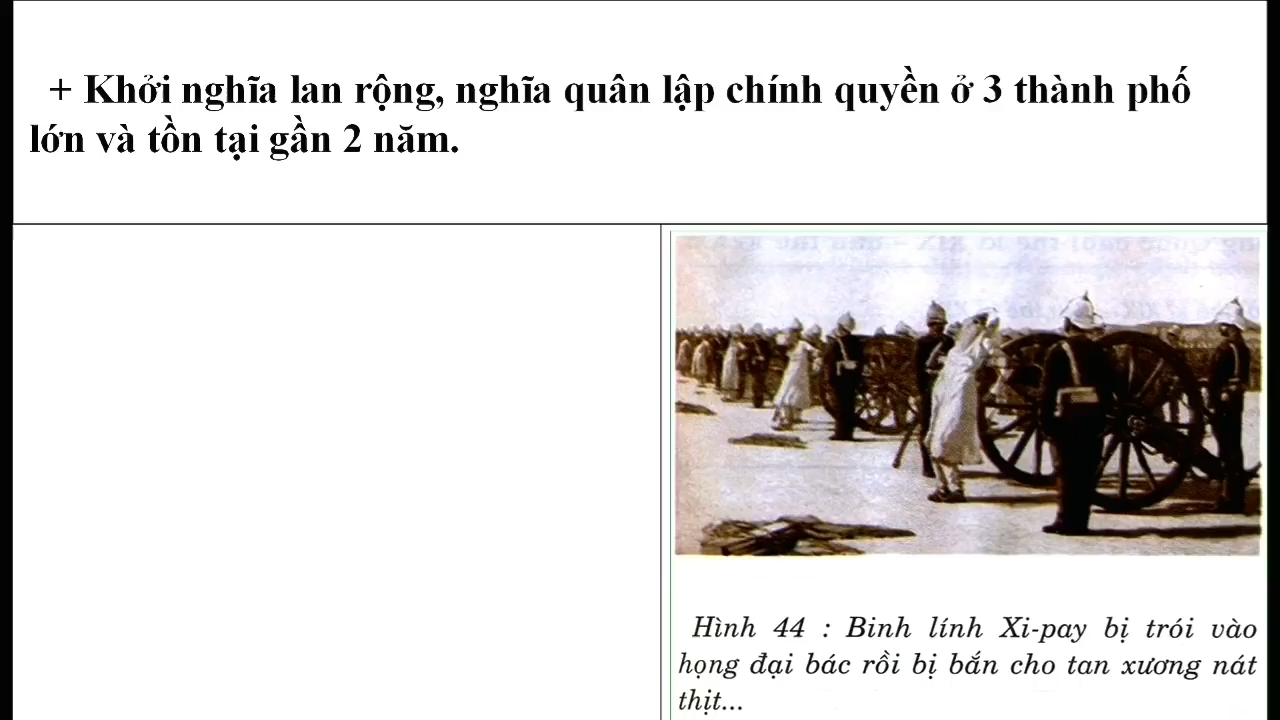 + Khởi nghĩa lan rộng, nghĩa quân lập chính quyền ở 3 thành phố
lớn và tồn tại gần 2 năm.
Hình 44 : Binh lính Xi-pay bị trói vào
họng đại bác rồi bị bắn cho tan xương nát
thịt...